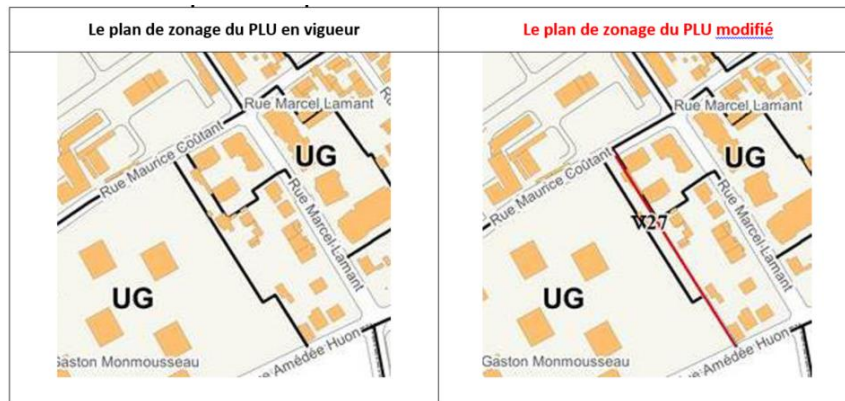 Le plan de zonage du PLU en vigueur
Le plan de zonage du PLU modifié
Rue Marcel Lamant
UG
Rue Maurice Coûtant
Rue Marcel-Lamant
UG
Gaston Monmousseau
ue Amédée Huon
Rue Marcel Lamant
UG
Rue Maurice Coûtant
V27
Rue Marcel-Lamant
UG
Gaston Monmousseau
ue Amédée Huon